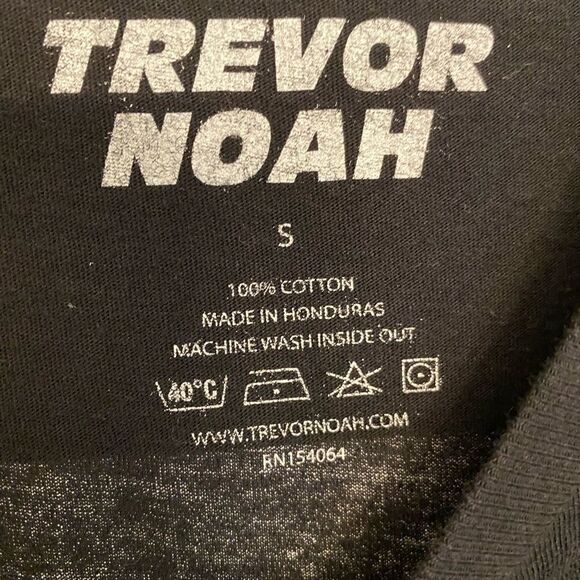 TREVOR
NOAH
S
100% COTTON
MADE IN HONDURAS
MACHINE WASH INSIDE OUT
40°C
WWW.TREVORNOAH.COM
RN154064